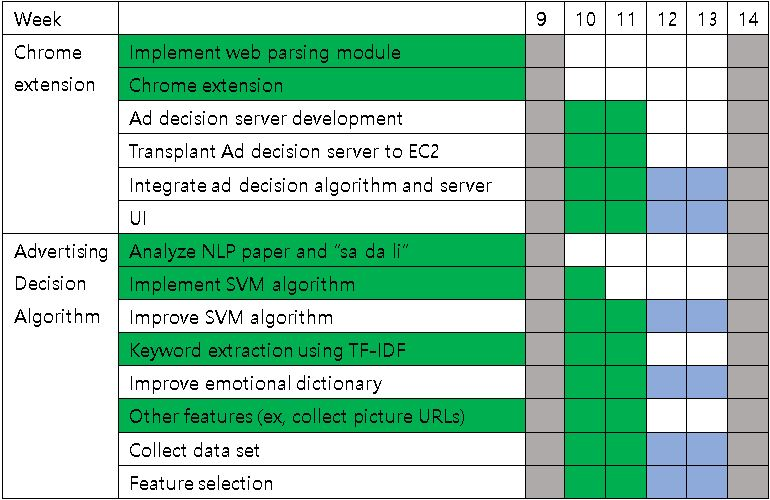 Week 9 10 11 12 13 14
Chrome Implement web parsing module
extension Chrome extension
Ad decision server development
Transplant Ad decision server to EC2
Integrate ad decision algorithm and server
UI
Advertising Analyze NLP paper and “sa da li”
Decision Implement SVM algorithm
Algorithm Improve SVM algorithm
Keyword extraction using TF-IDF
Improve emotional dictionary
Other features (ex, collect picture URLs)
Collect data set
Feature selection